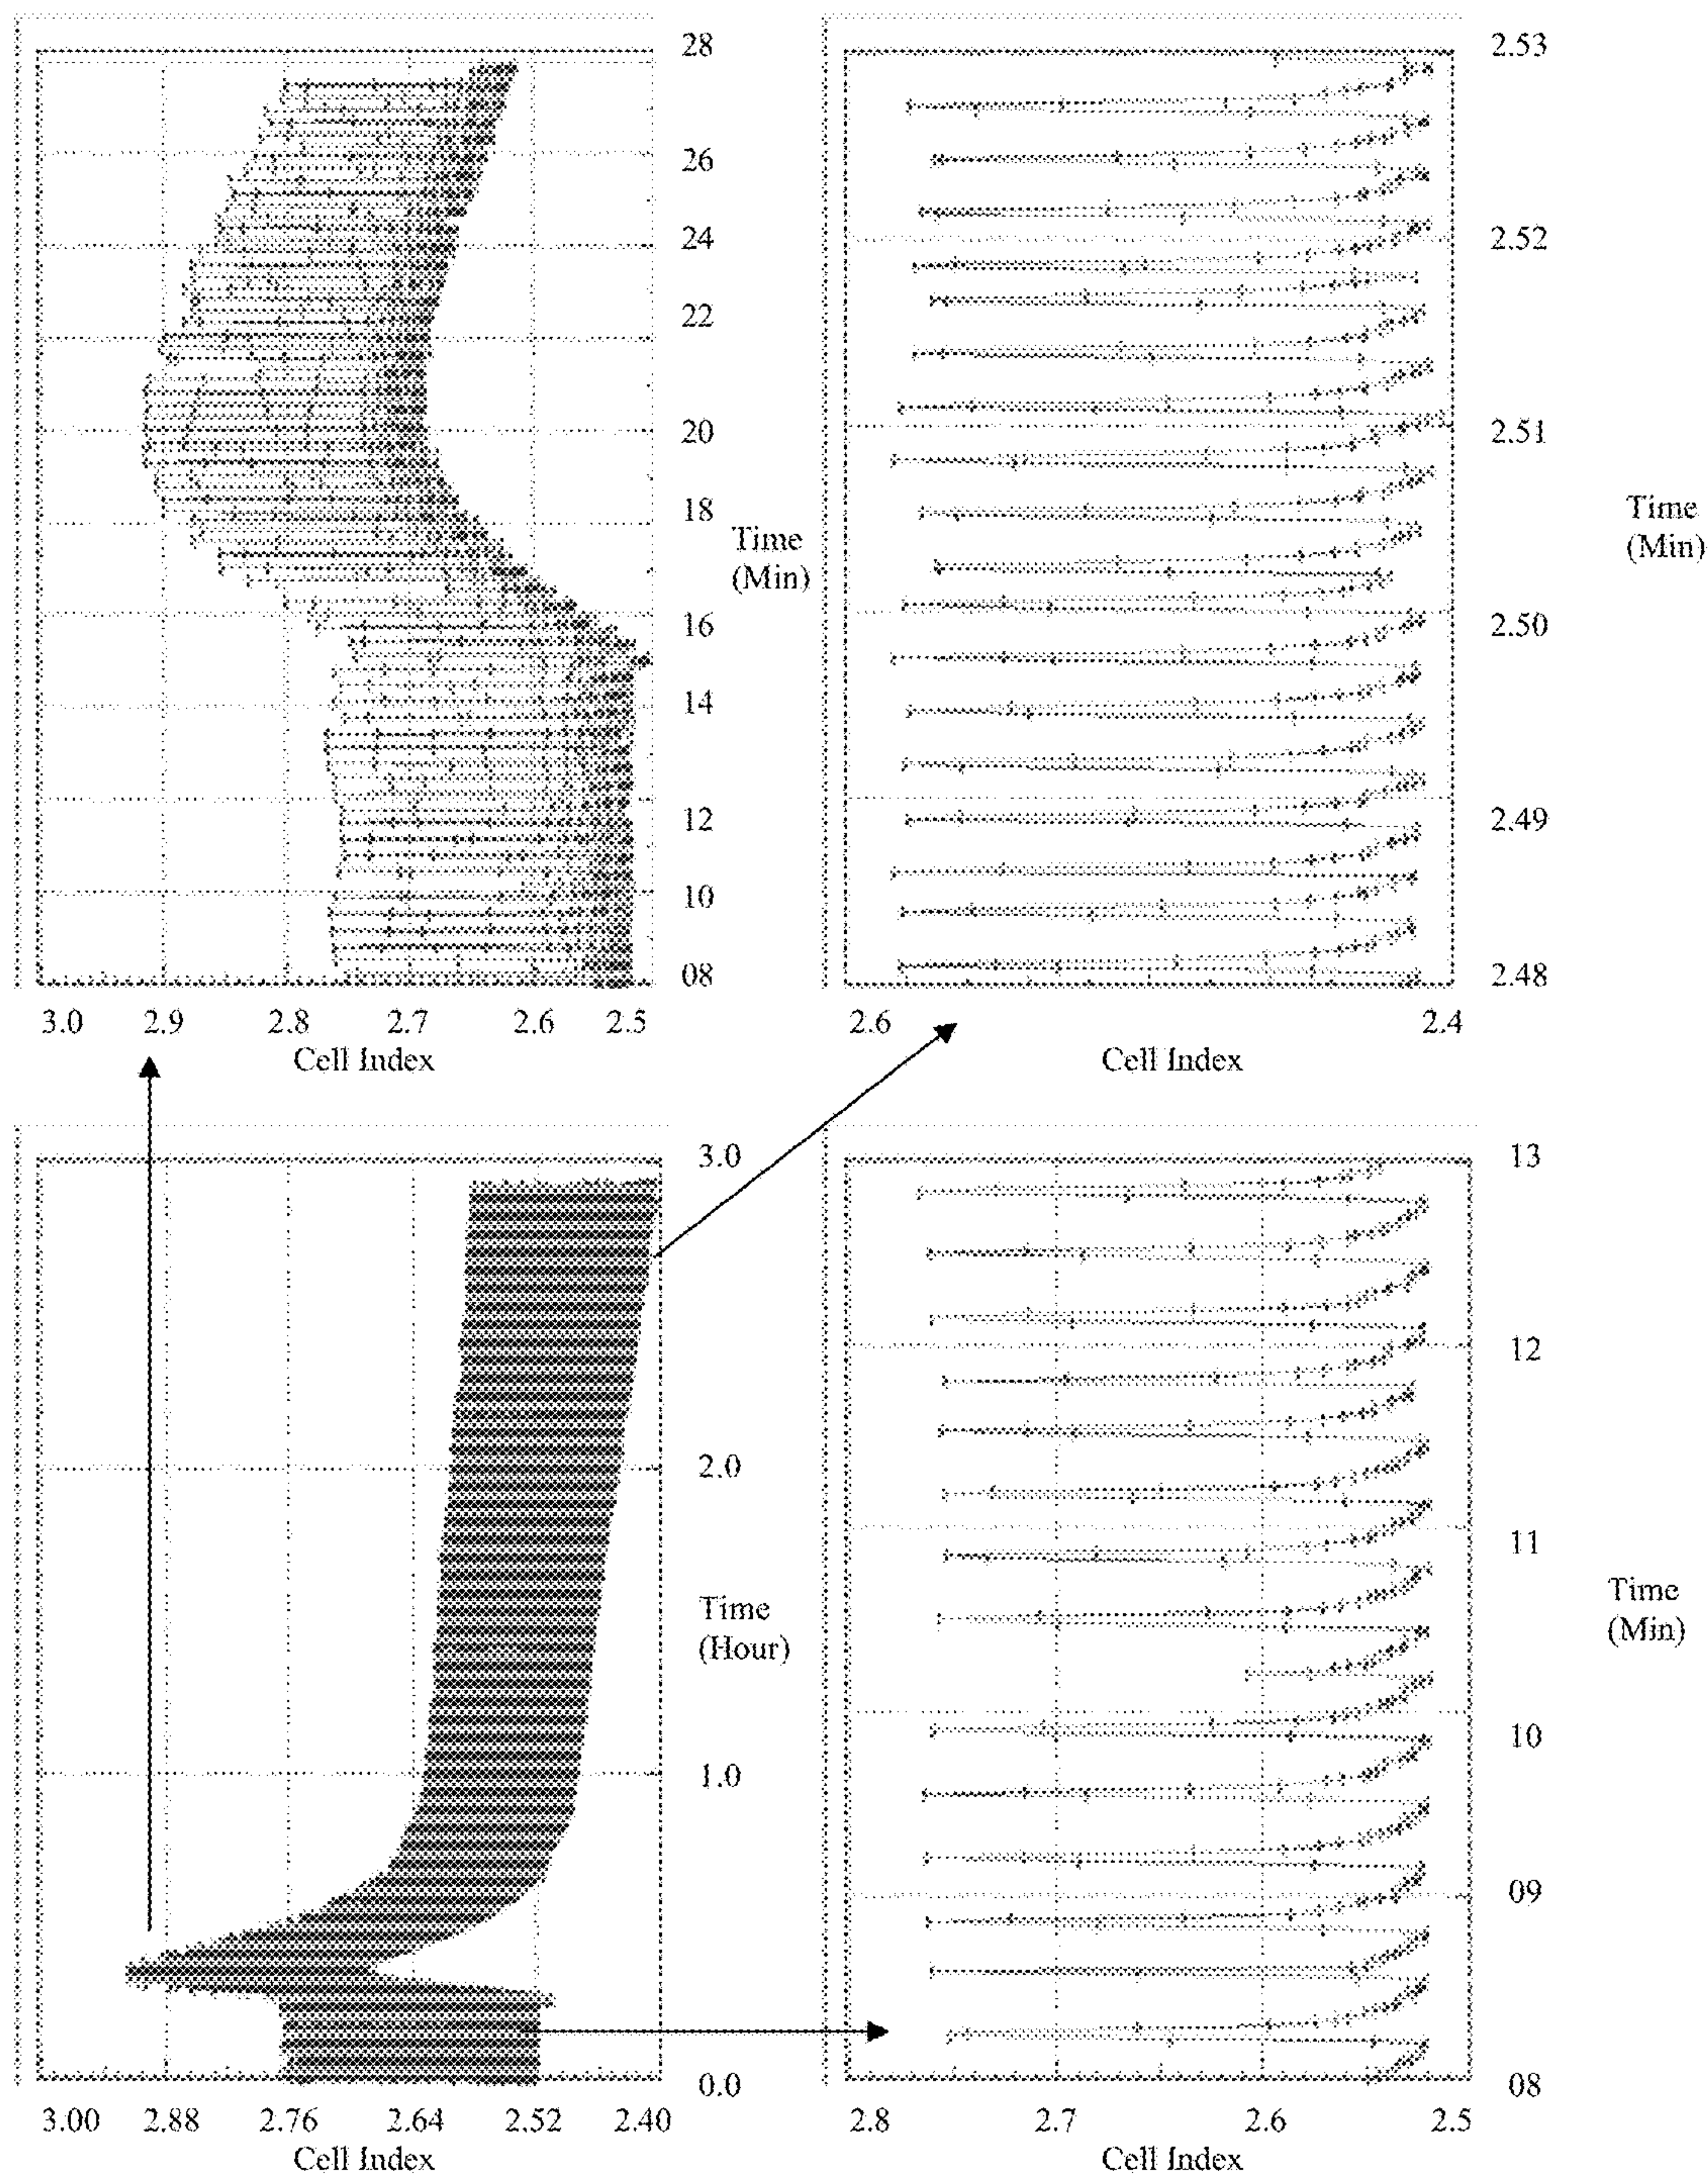 28
26
24
22
20
18
Time
(Min)
16
14
12
10
08
3.0 2.9 2.8 2.7 2.6 2.5
Cell Index
2.53
2.52
2.51
Time
(Min)
2.50
2.49
2.48
2.6 2.4
Cell Index
3.0
2.0
Time
(Hour)
1.0
0.0
3.00 2.88 2.76 2.64 2.52 2.40
Cell Index
13
12
11
Time
(Min)
10
09
08
2.8 2.7 2.6 2.5
Cell Index